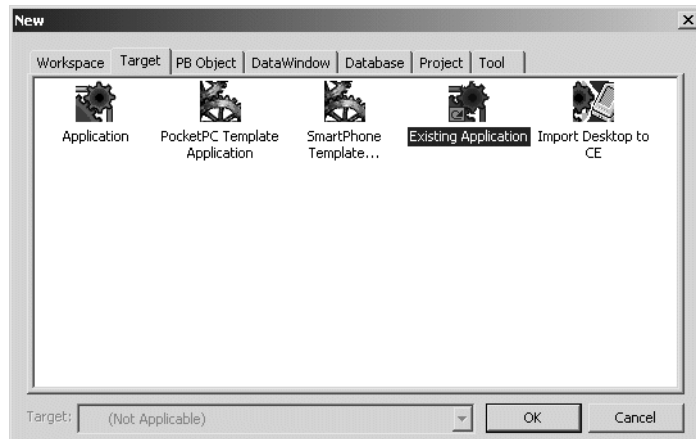 New
Workspace Target PB Object DataWindow Database Project Tool
Application PocketPC Template Application SmartPhone Template... Existing Application Import Desktop to CE
Target: (Not Applicable) OK Cancel